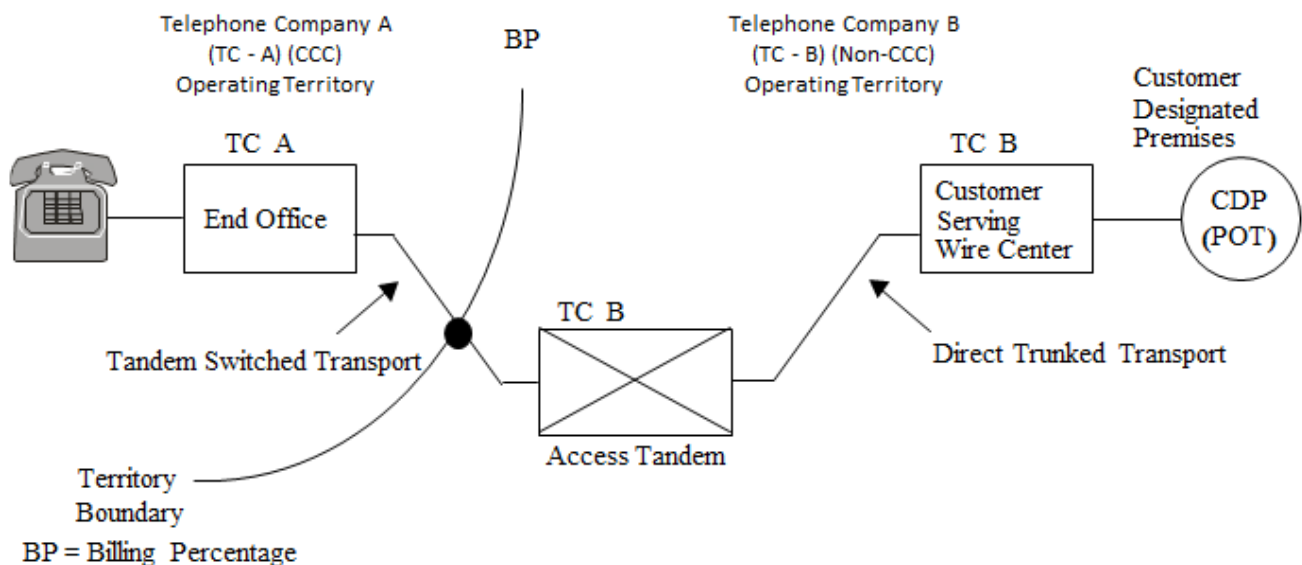 Telephone Company A
(TC - A) (CCC)
Operating Territory
BP
Telephone Company B
(TC - B) (Non-CCC)
Operating Territory
Customer
Designated
Premises
TC A
End Office
TC B
Customer
Serving
Wire Center
CDP
(POT)
Tandem Switched Transport
TC B
Access Tandem
Direct Trunked Transport
Territory
Boundary
BP = Billing Percentage